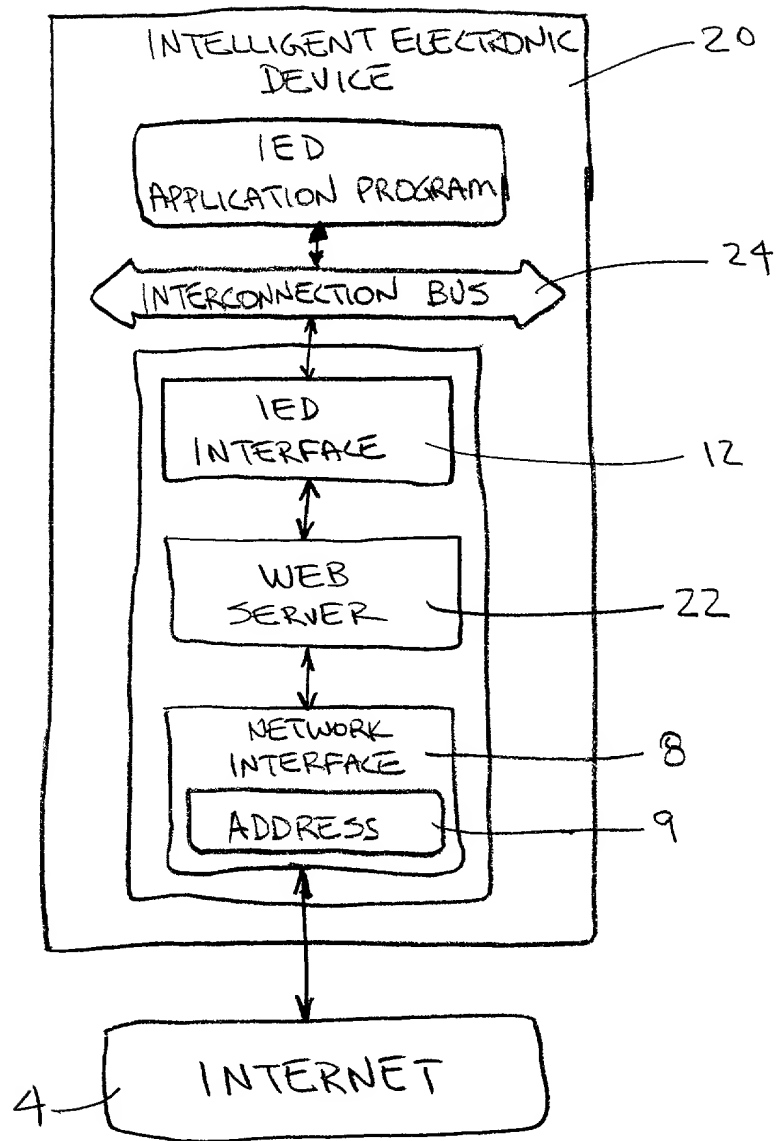 INTELLIGENT ELECTRONIC
DEVICE
20
IED
APPLICATION PROGRAM
24
INTERCONNECTION BUS
IED
INTERFACE
12
WEB
SERVER
22
NETWORK
INTERFACE
8
ADDRESS
9
INTERNET
4